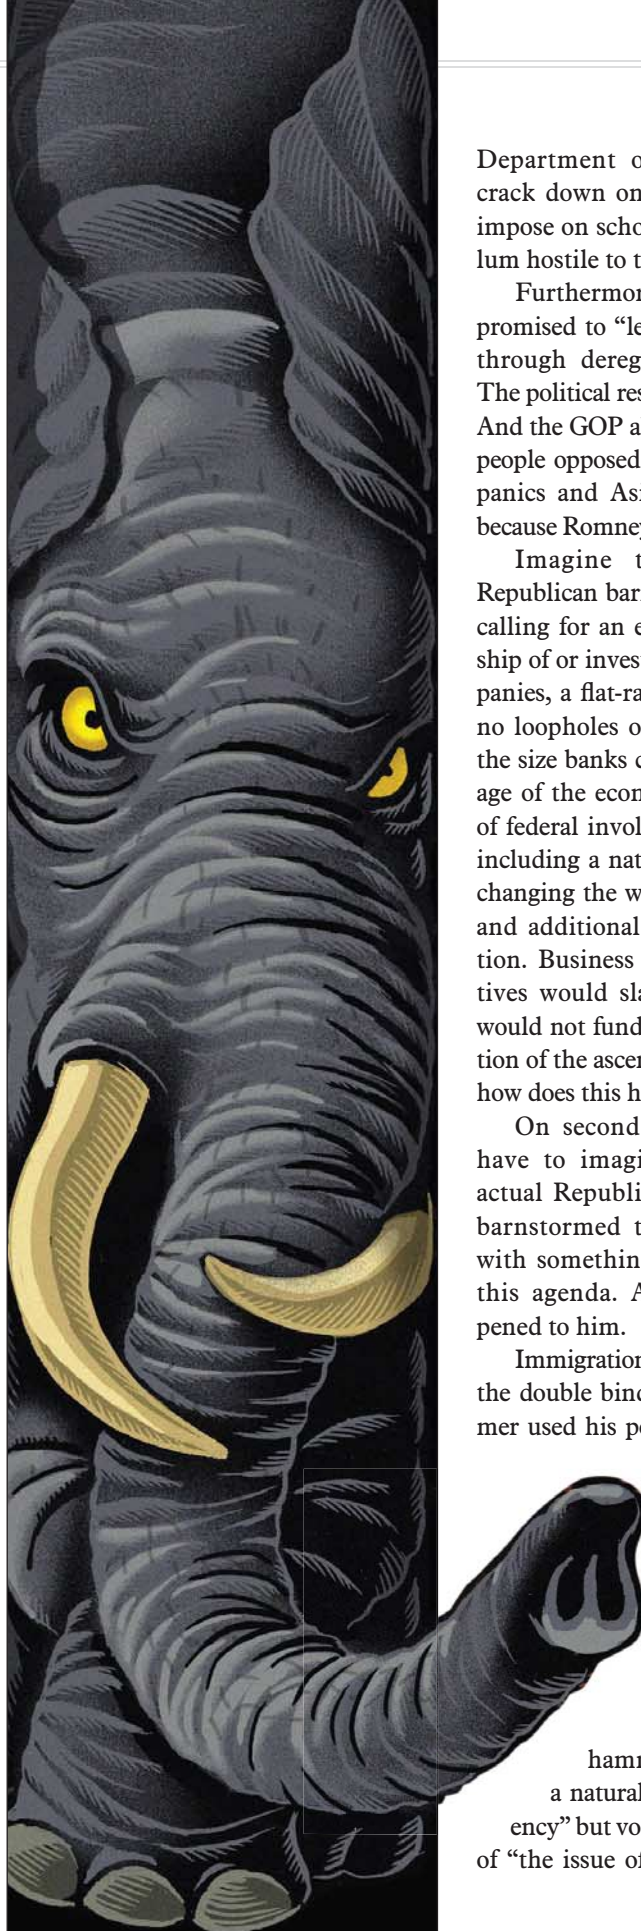 Department o
crack down on
impose on scho
lum hostile to t
Furthermor
promised to “le
through dereg
The political res
And the GOP a
people opposed
panics and Asi
because Romney
Imagine t
Republican bar
calling for an e
ship of or inves
panies, a flat-ra
no loopholes o
the size banks c
age of the econ
of federal invol
including a nat
changing the w
and additional
tion. Business
tives would sla
would not fund
tion of the ascer
how does this h
On second
have to imagi
actual Republi
barnstormed t
with somethin
this agenda. A
pened to him.
Immigration
the double bind
mer used his pe
hamr
a natural
ency” but vo
of “the issue of